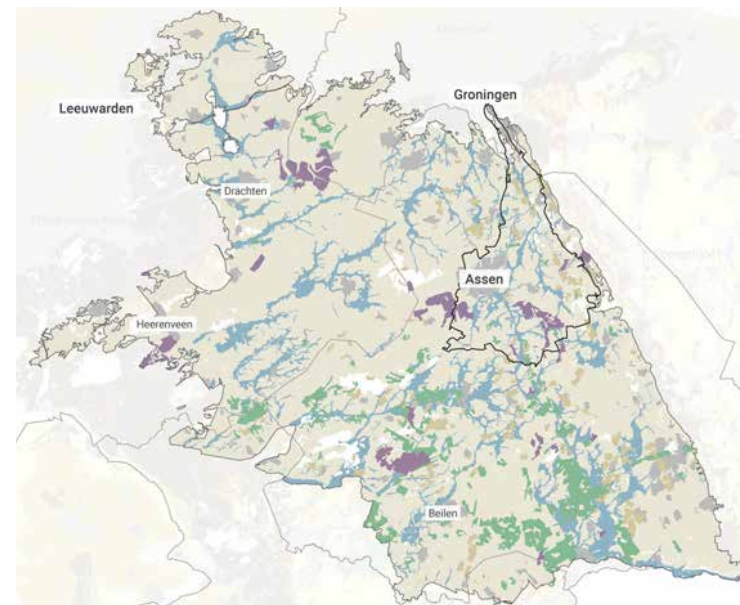 Groningen
Leeuwarden
Drachten
Assen
Heerenveen
Beilen